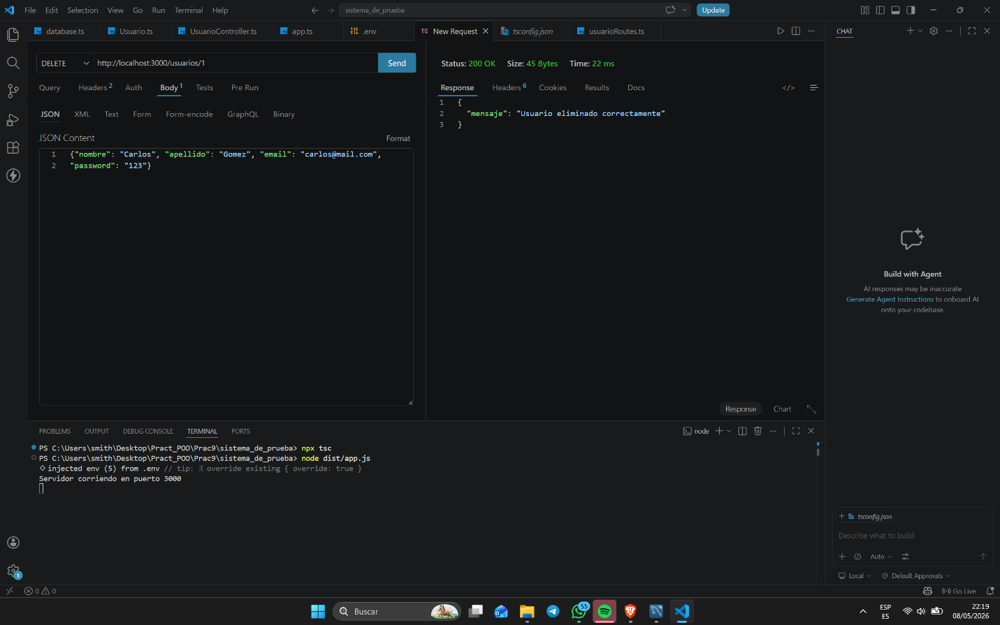 File Edit Selection View Go Run Terminal Help
sistema_de_prueba
Update
database.ts
Usuario.ts
UsuarioController.ts
app.ts
.env
TC New Request
tsconfig.json
usuarioRoutes.ts
CHAT
DELETE
http://localhost:3000/usuarios/1
Send
Query
Headers 2
Auth
Body 1
Tests
Pre Run
JSON
XML
Text
Form
Form-encode
GraphQL
Binary
JSON Content
Format
1 {"nombre": "Carlos", "apellido": "Gomez", "email": "carlos@mail.com",
2 "password": "123"}
Status: 200 OK Size: 45 Bytes Time: 22 ms
Response
Headers 6
Cookies
Results
Docs
1 {
2 "mensaje": "Usuario eliminado correctamente"
3 }
Response
Chart
Build with Agent
AI responses may be inaccurate
Generate Agent Instructions to onboard AI
onto your codebase.
PROBLEMS
OUTPUT
DEBUG CONSOLE
TERMINAL
PORTS
node
PS C:\Users\smith\Desktop\Pract_POO\Prac9\sistema_de_prueba> npx tsc
PS C:\Users\smith\Desktop\Pract_POO\Prac9\sistema_de_prueba> node dist/app.js
◇ injected env (5) from .env // tip: override existing { override: true }
Servidor corriendo en puerto 3000
tsconfig.json
Describe what to build
Auto
Local
Default Approvals
1
0 0
Go Live
Buscar
55
ESP
ES
22:19
08/05/2026